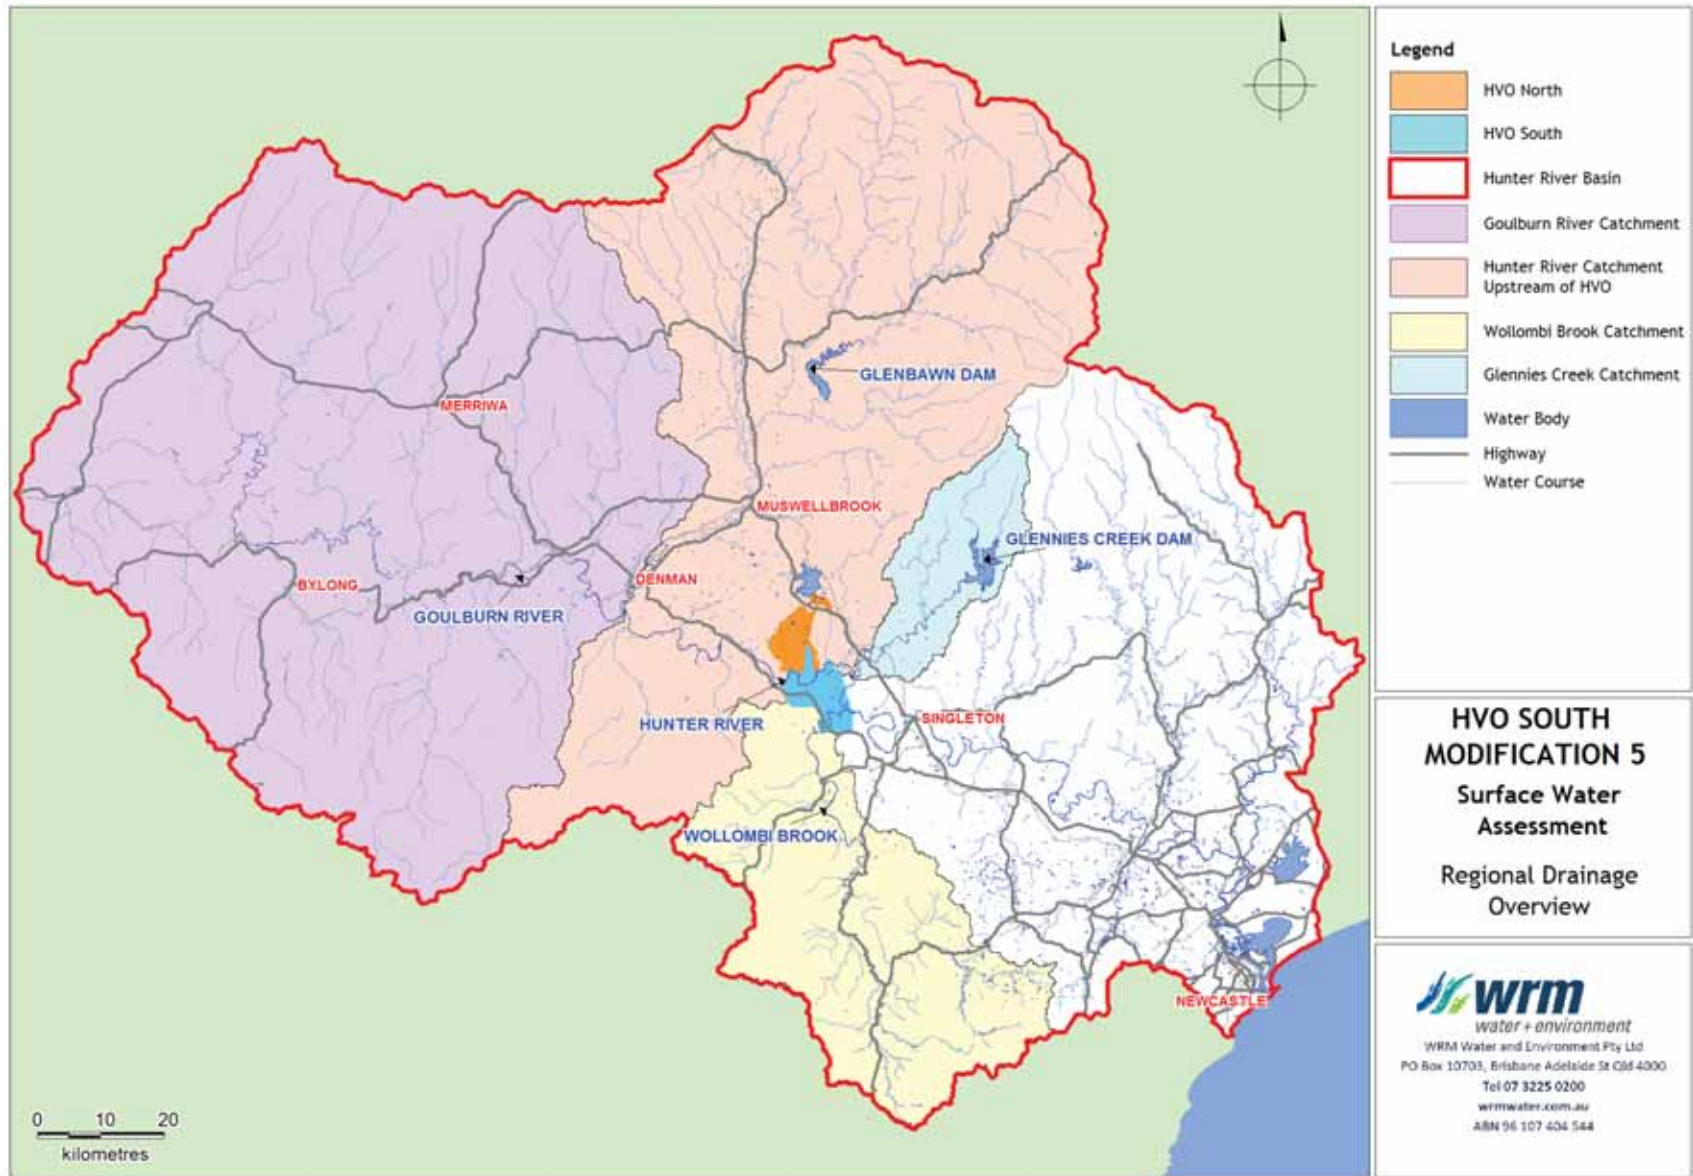 MERRIWA
GLENBAWN DAM
MUSWELLBROOK
GLENNIES CREEK DAM
BYLONG
DENMAN
GOULBURN RIVER
HUNTER RIVER
SINGLETON
WOLLOMBI BROOK
NEWCASTLE
0 10 20
kilometres
Legend
HVO North
HVO South
Hunter River Basin
Goulburn River Catchment
Hunter River Catchment
Upstream of HVO
Wollombi Brook Catchment
Glennies Creek Catchment
Water Body
Highway
Water Course
HVO SOUTH
MODIFICATION 5
Surface Water
Assessment
Regional Drainage
Overview
wrm
water + environment
WRM Water and Environment Pty Ltd
PO Box 10703, Brisbane Adelaide St Qld 4000
Tel 07 3225 0200
wrmwater.com.au
ABN 96 107 404 544